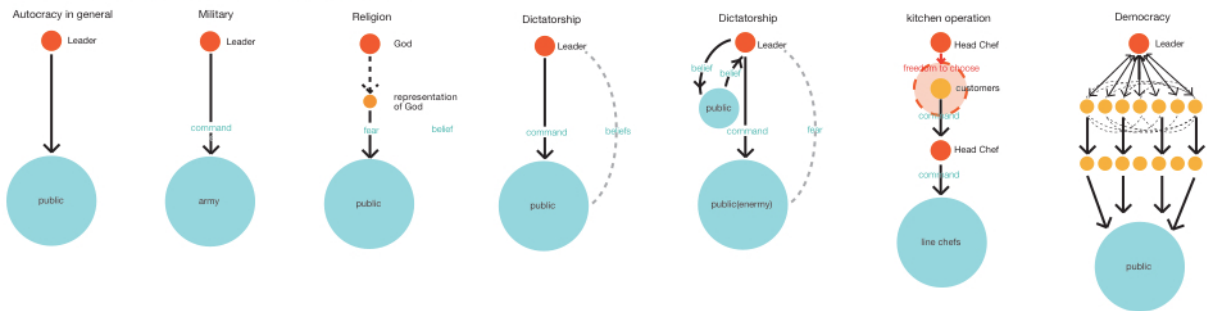 Autocracy in general
Leader
public
Military
Leader
command
army
Religion
God
representation
of God
fear
belief
public
Dictatorship
Leader
command
beliefs
public
Dictatorship
Leader
belief
belief
public
command
fear
public(enermy)
kitchen operation
Head Chef
freedum to choose
customers
command
Head Chef
command
line chefs
Democracy
Leader
public